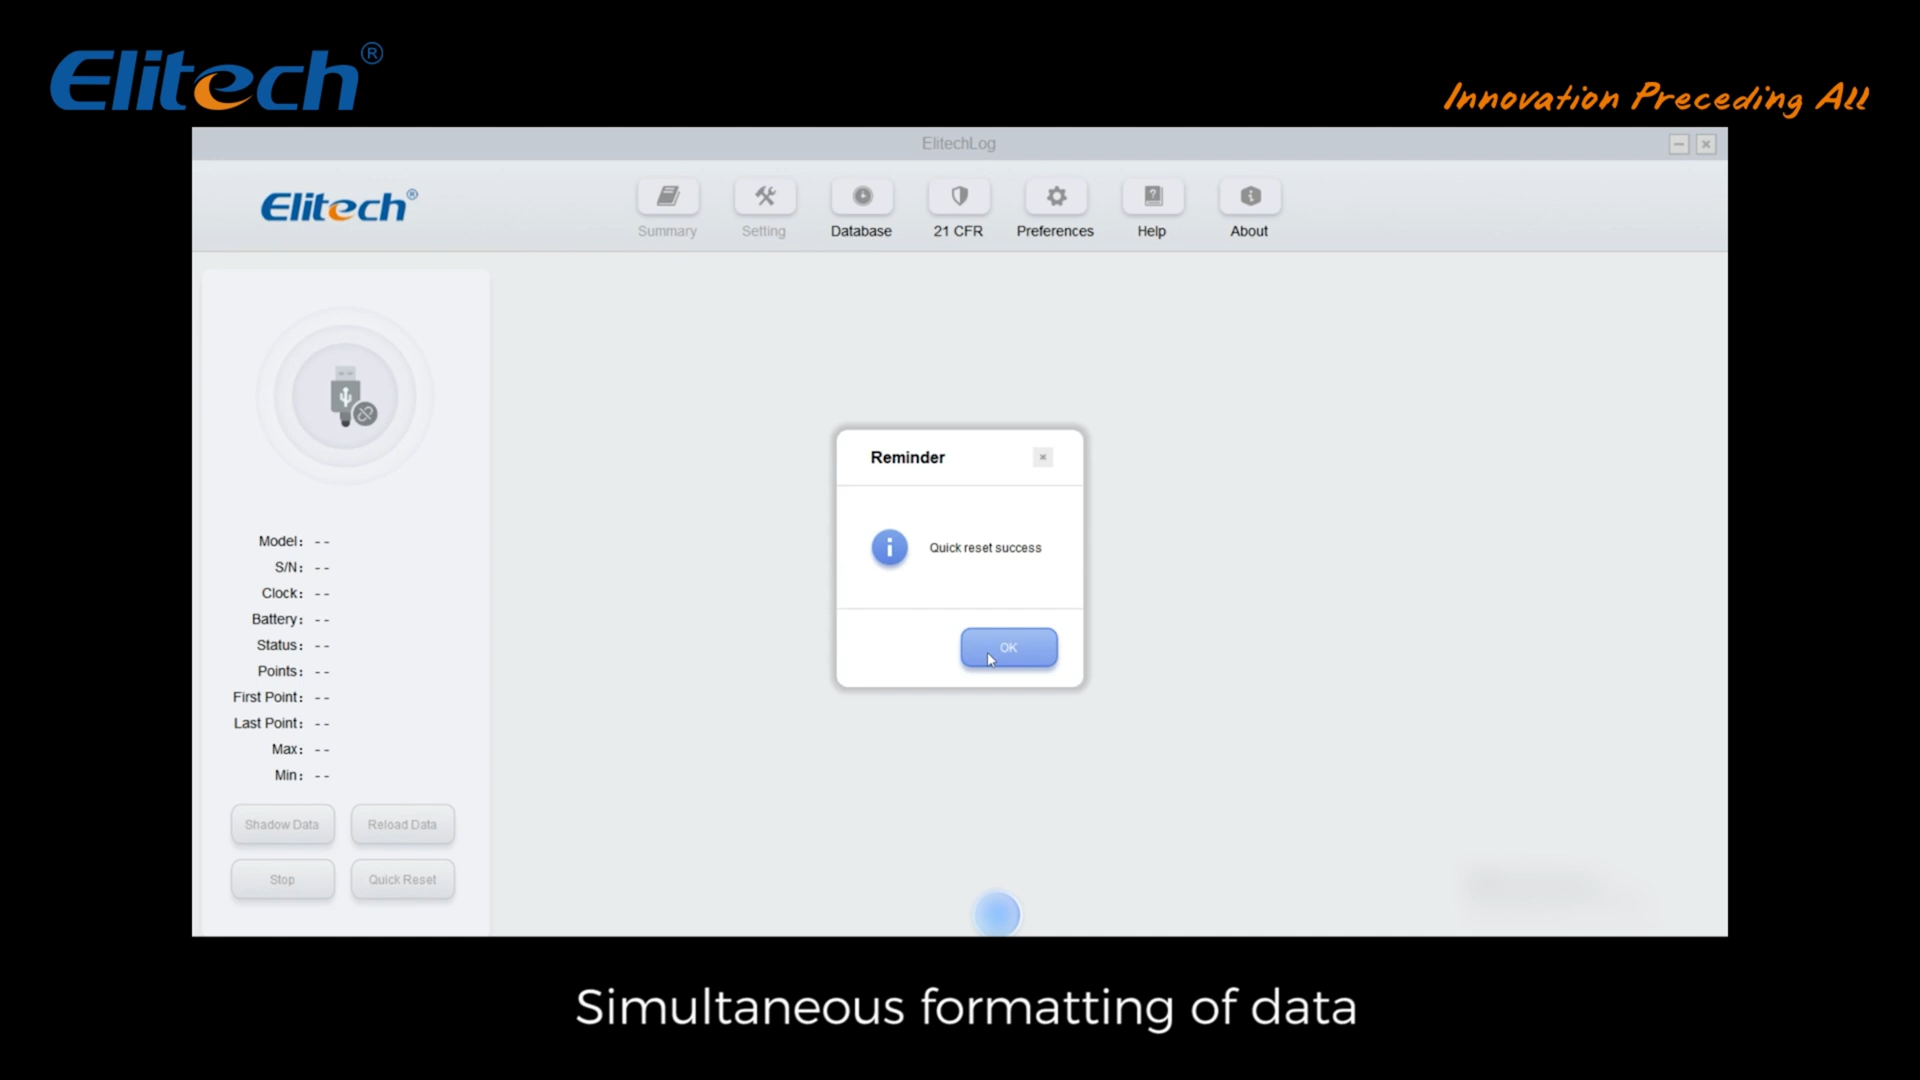 Elitech®
Innovation Preceding All
ElitechLog
Elitech®
Summary
Setting
Database
21 CFR
Preferences
Help
About
Reminder
Quick reset success
OK
Model: --
S/N: --
Clock: --
Battery: --
Status: --
Points: --
First Point: --
Last Point: --
Max: --
Min: --
Shadow Data
Reload Data
Stop
Quick Reset
Simultaneous formatting of data